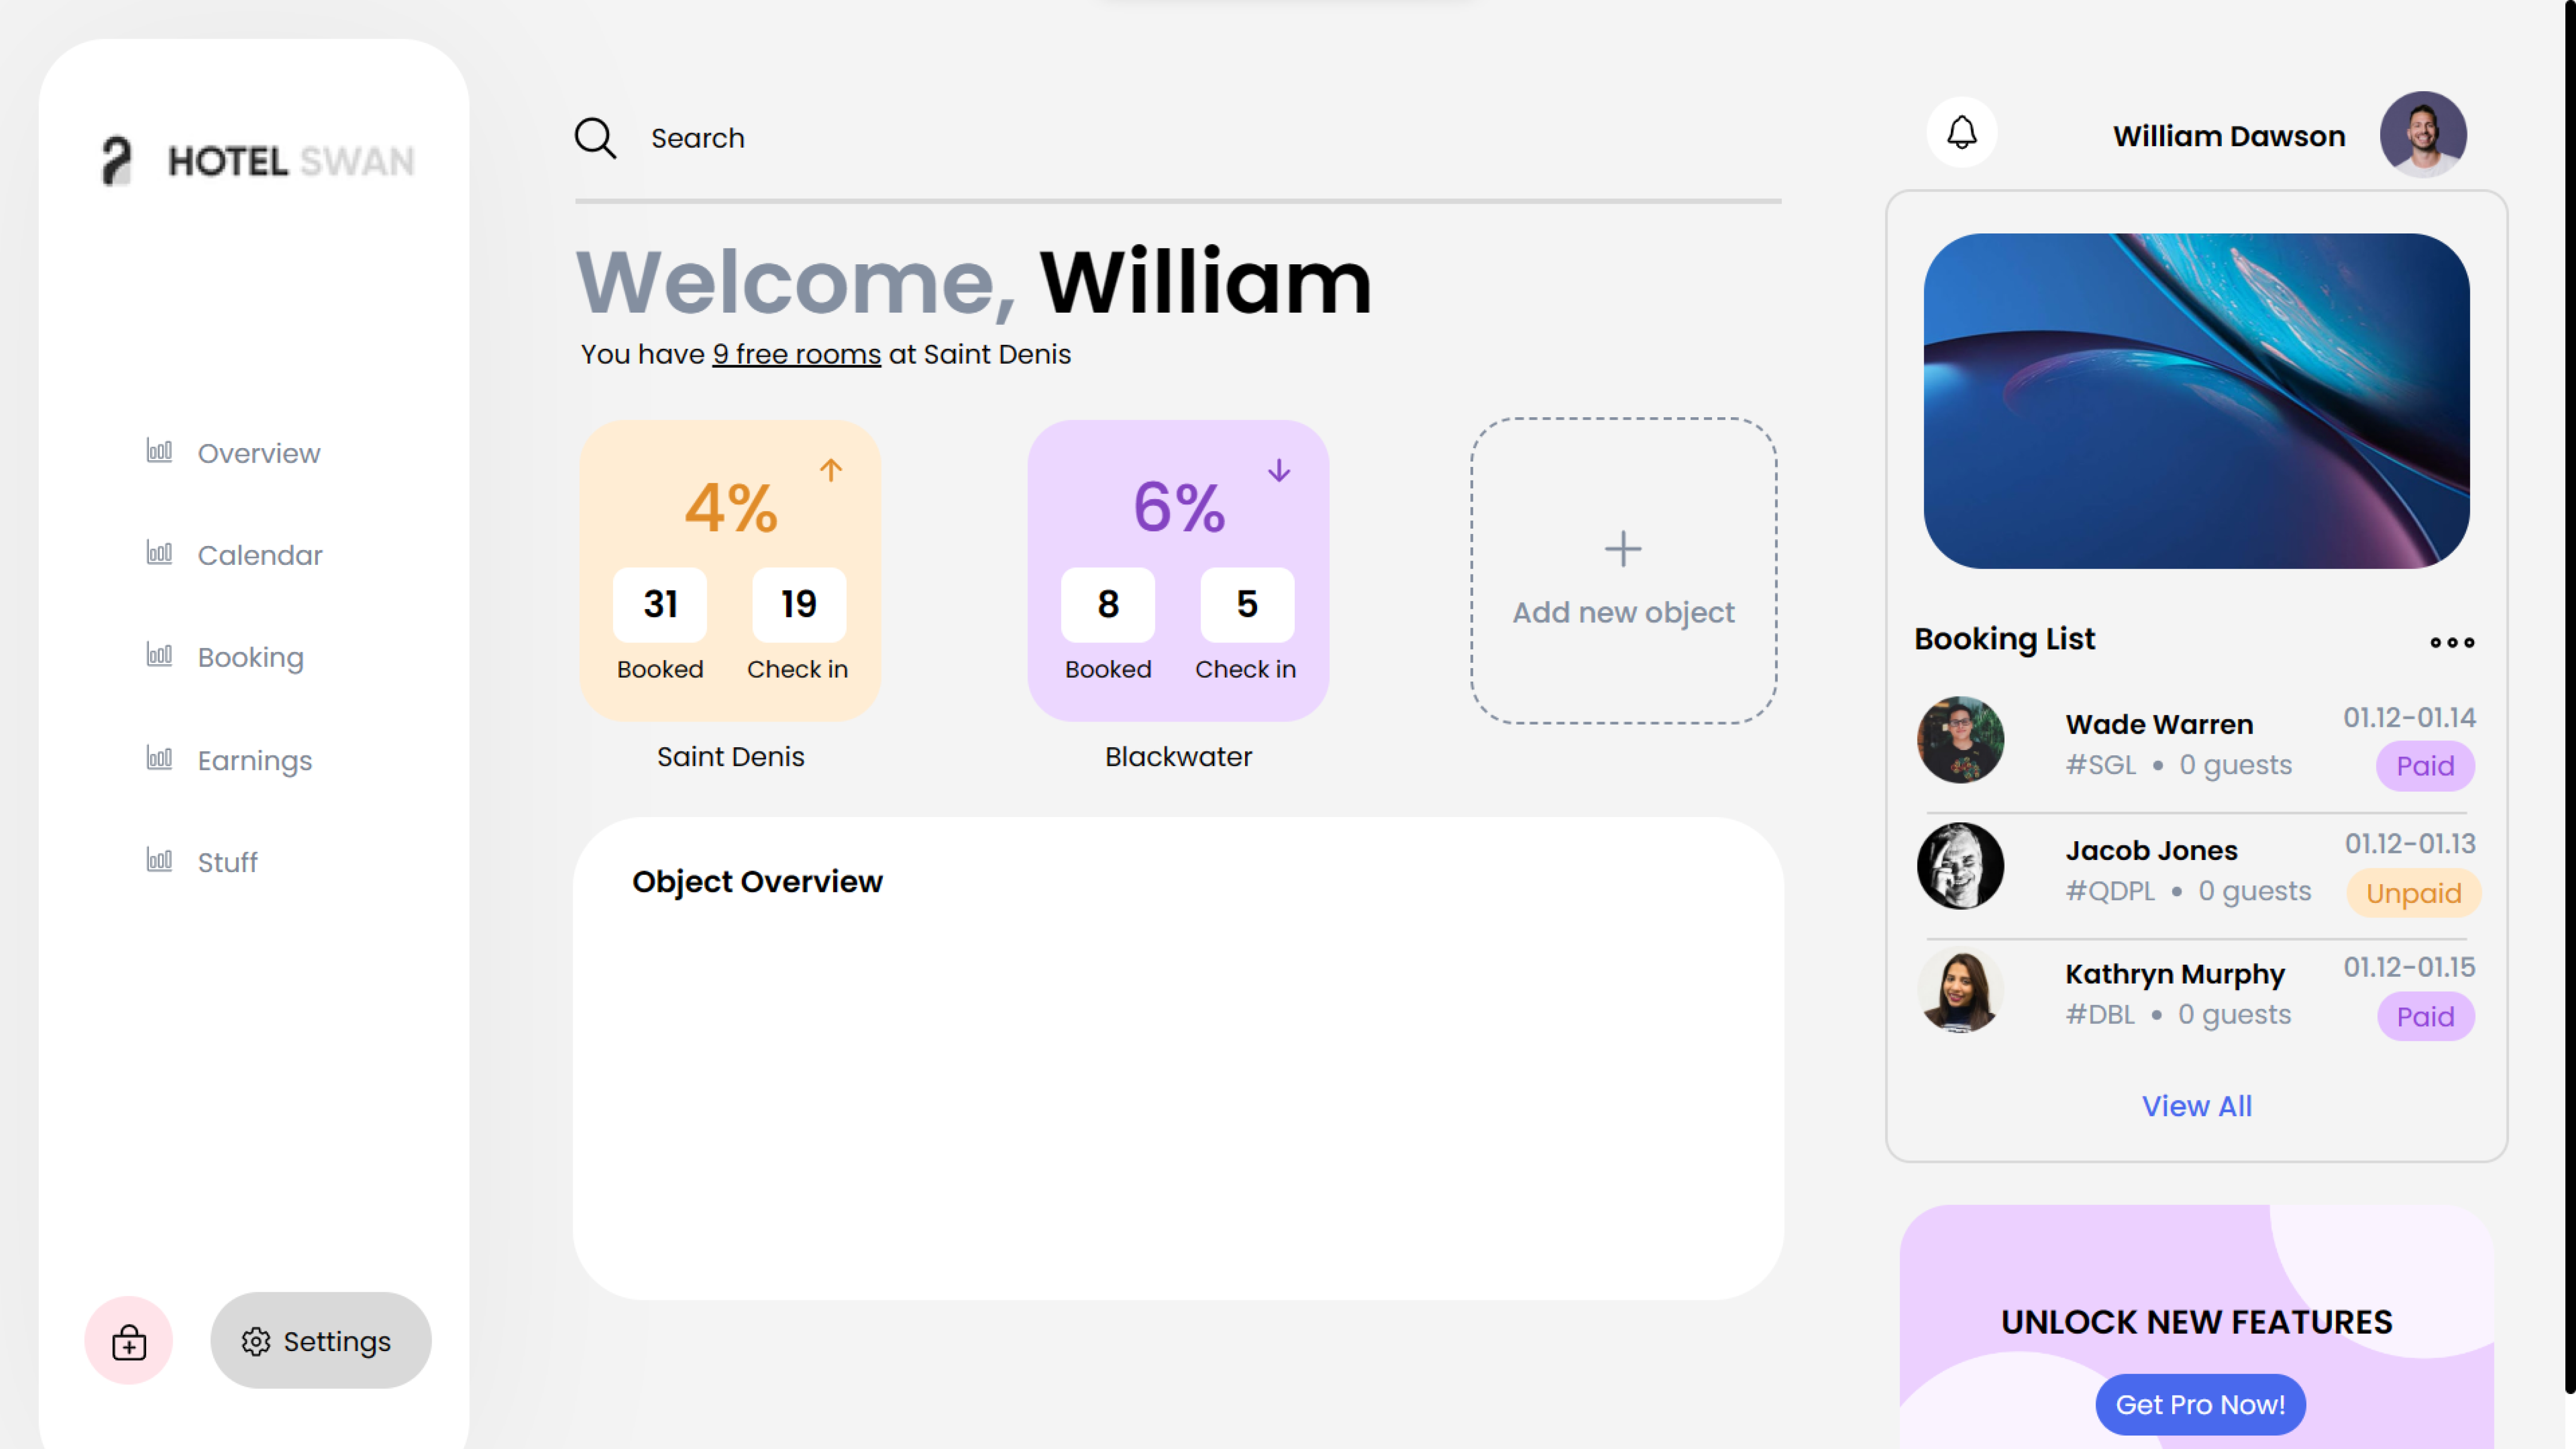 HOTEL SWAN
Overview
Calendar
Booking
Earnings
Stuff
Settings
Search
Welcome, William
You have 9 free rooms at Saint Denis
4%
31 19
Booked Check in
Saint Denis
6%
8 5
Booked Check in
Blackwater
Add new object
Object Overview
William Dawson
Booking List
Wade Warren 01.12-01.14
#SGL • 0 guests Paid
Jacob Jones 01.12-01.13
#QDPL • 0 guests Unpaid
Kathryn Murphy 01.12-01.15
#DBL • 0 guests Paid
View All
UNLOCK NEW FEATURES
Get Pro Now!